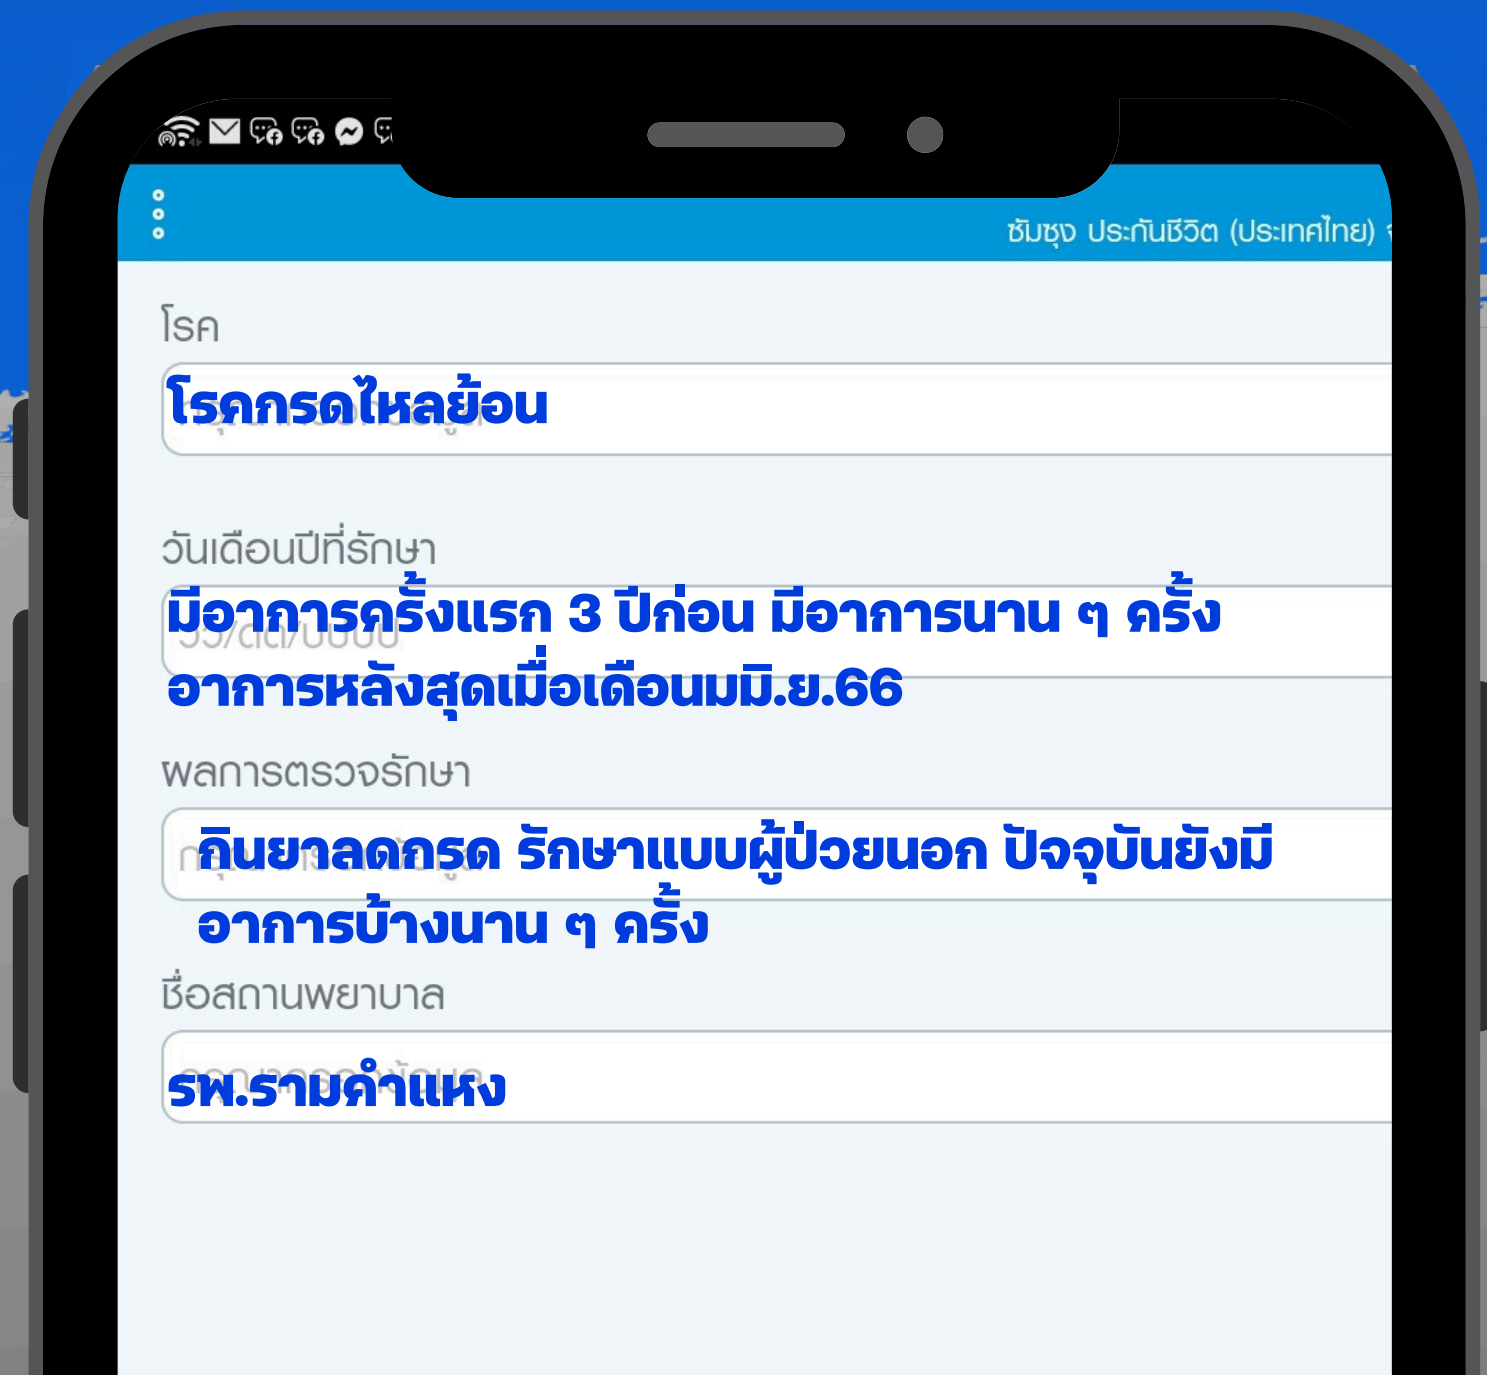 ซัมซุง ประกันชีวิต (ประเทศไทย)
โรค
โรคกรดไหลย้อน
วันเดือนปีที่รักษา
มีอาการครั้งแรก 3 ปีก่อน มีอาการนาน ๆ ครั้ง
วว/ดด/ปปปป
อาการหลังสุดเมื่อเดือนมมิ.ย.66
ผลการตรวจรักษา
กินยาลดกรด รักษาแบบผู้ป่วยนอก ปัจจุบันยังมี
อาการบ้างนาน ๆ ครั้ง
ชื่อสถานพยาบาล
รพ.รามคำแหง